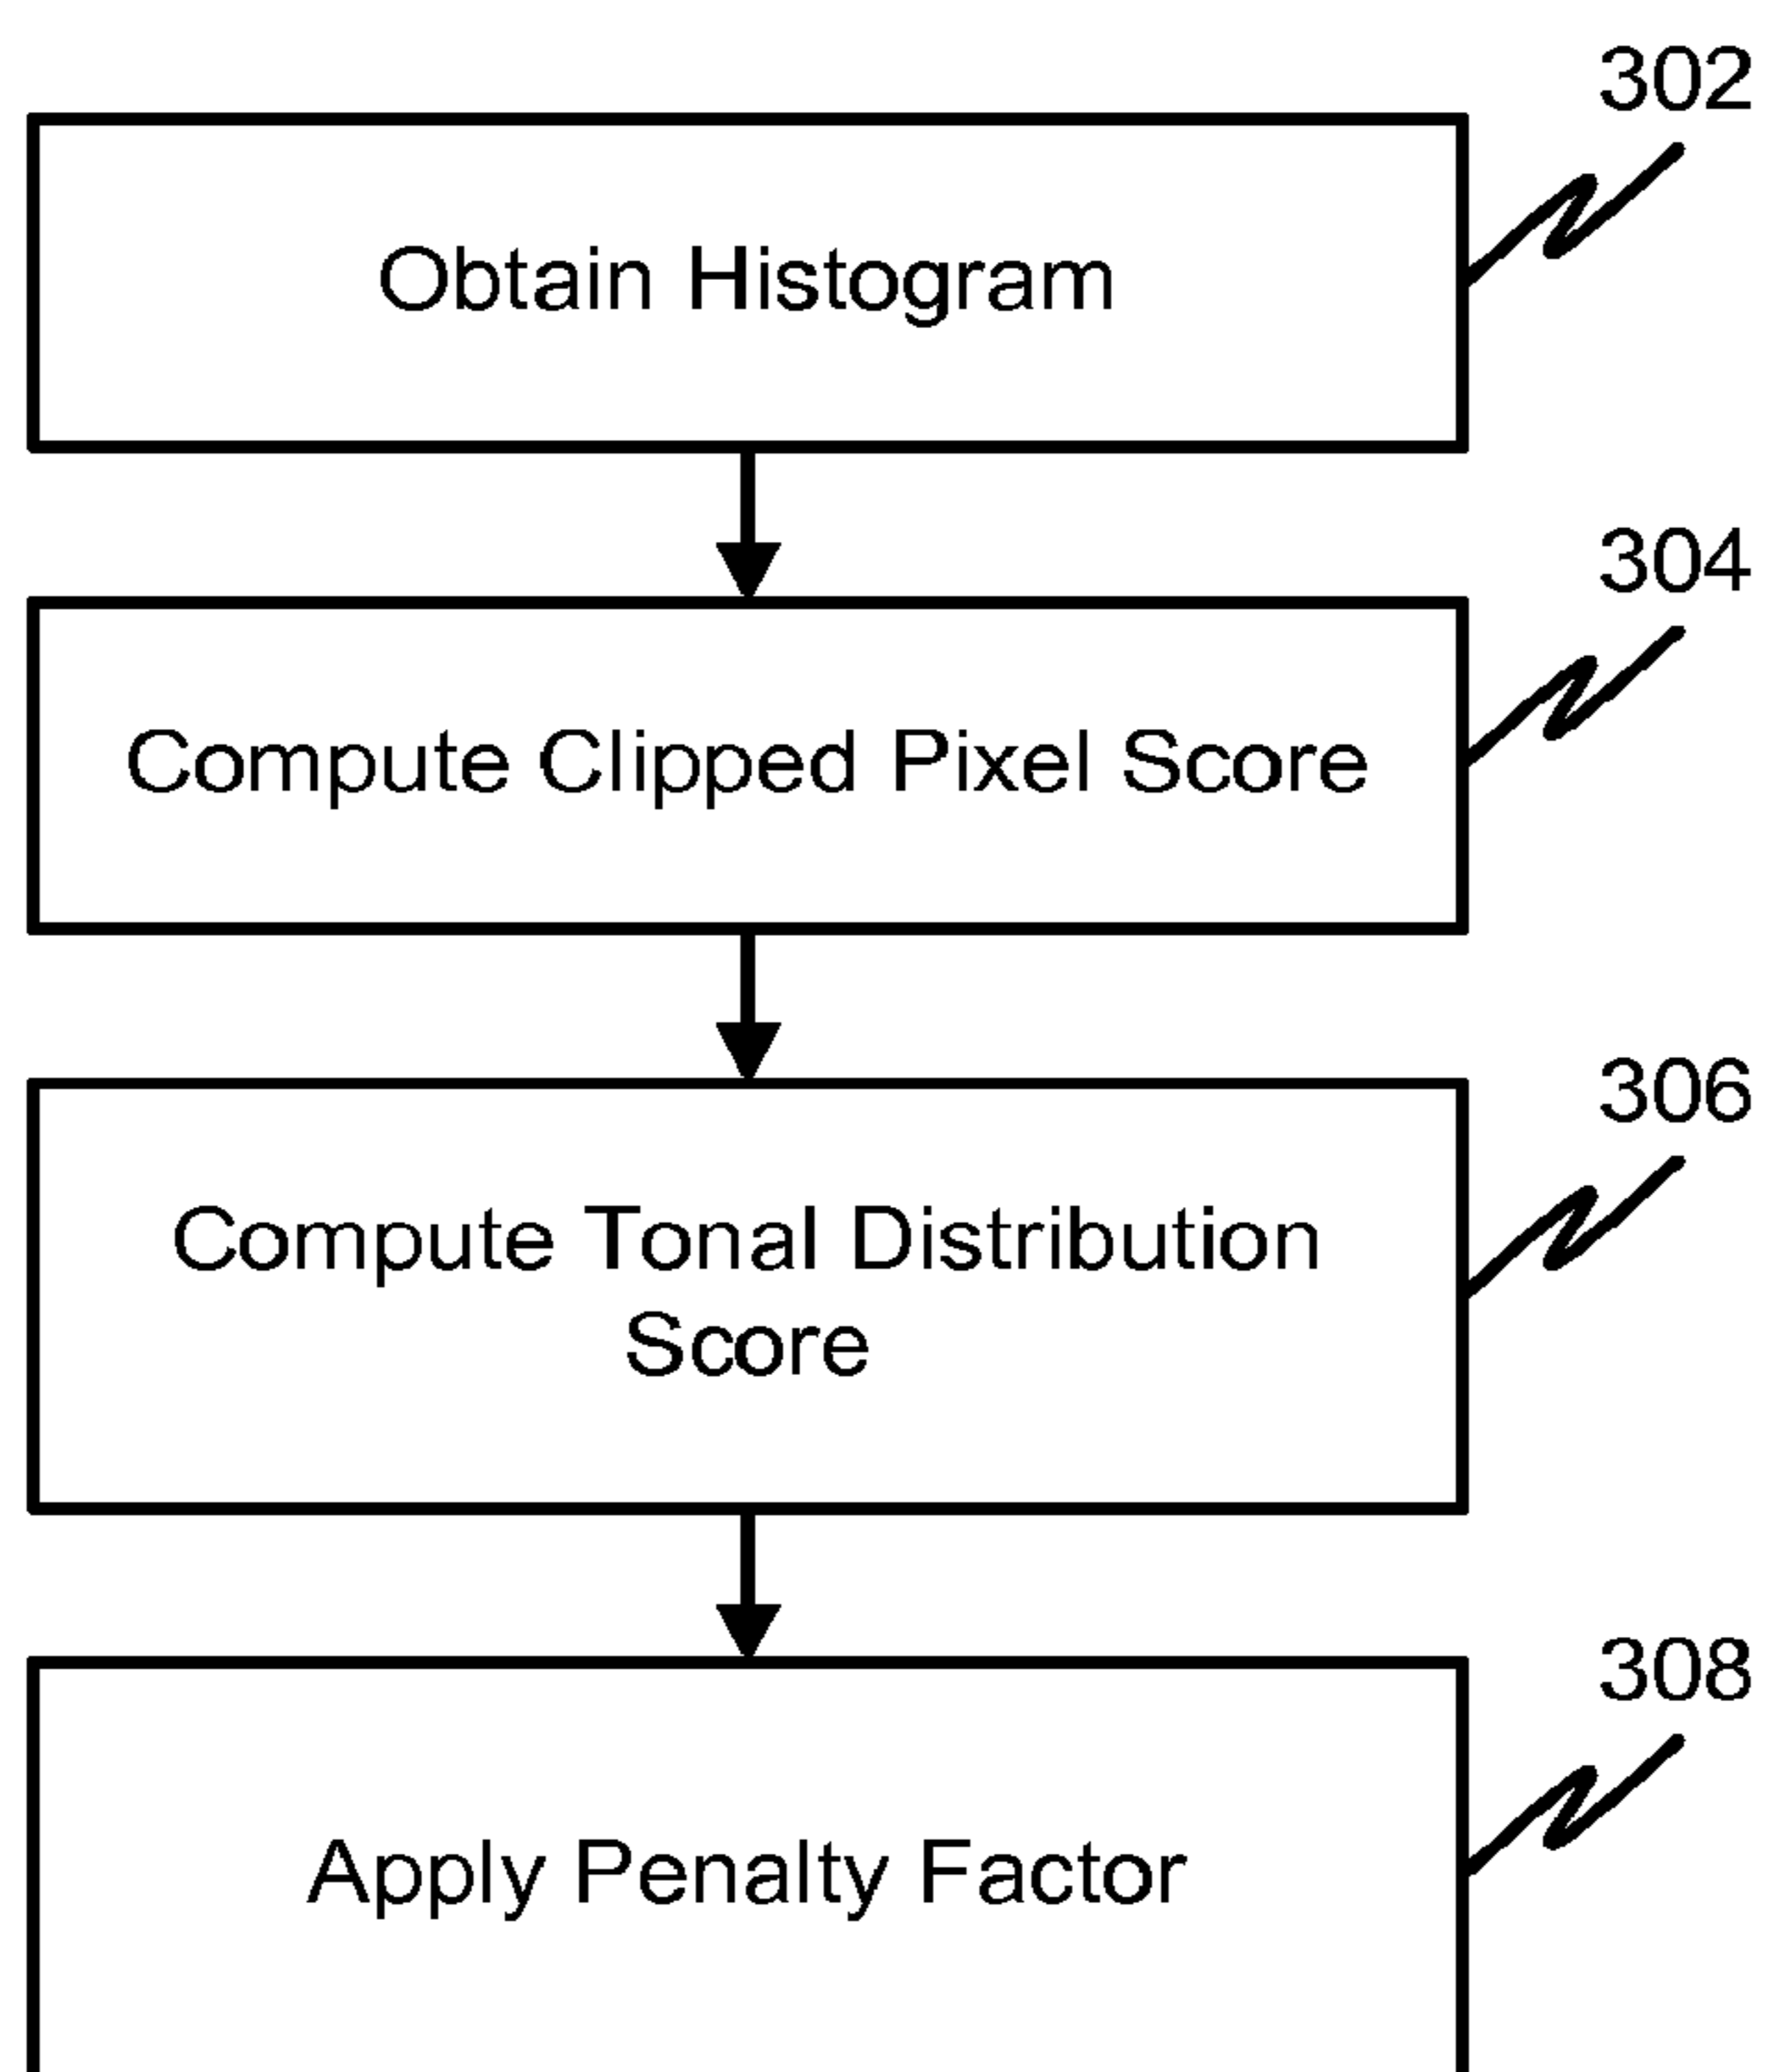 302
Obtain Histogram
304
Compute Clipped Pixel Score
306
Compute Tonal Distribution
Score
308
Apply Penalty Factor